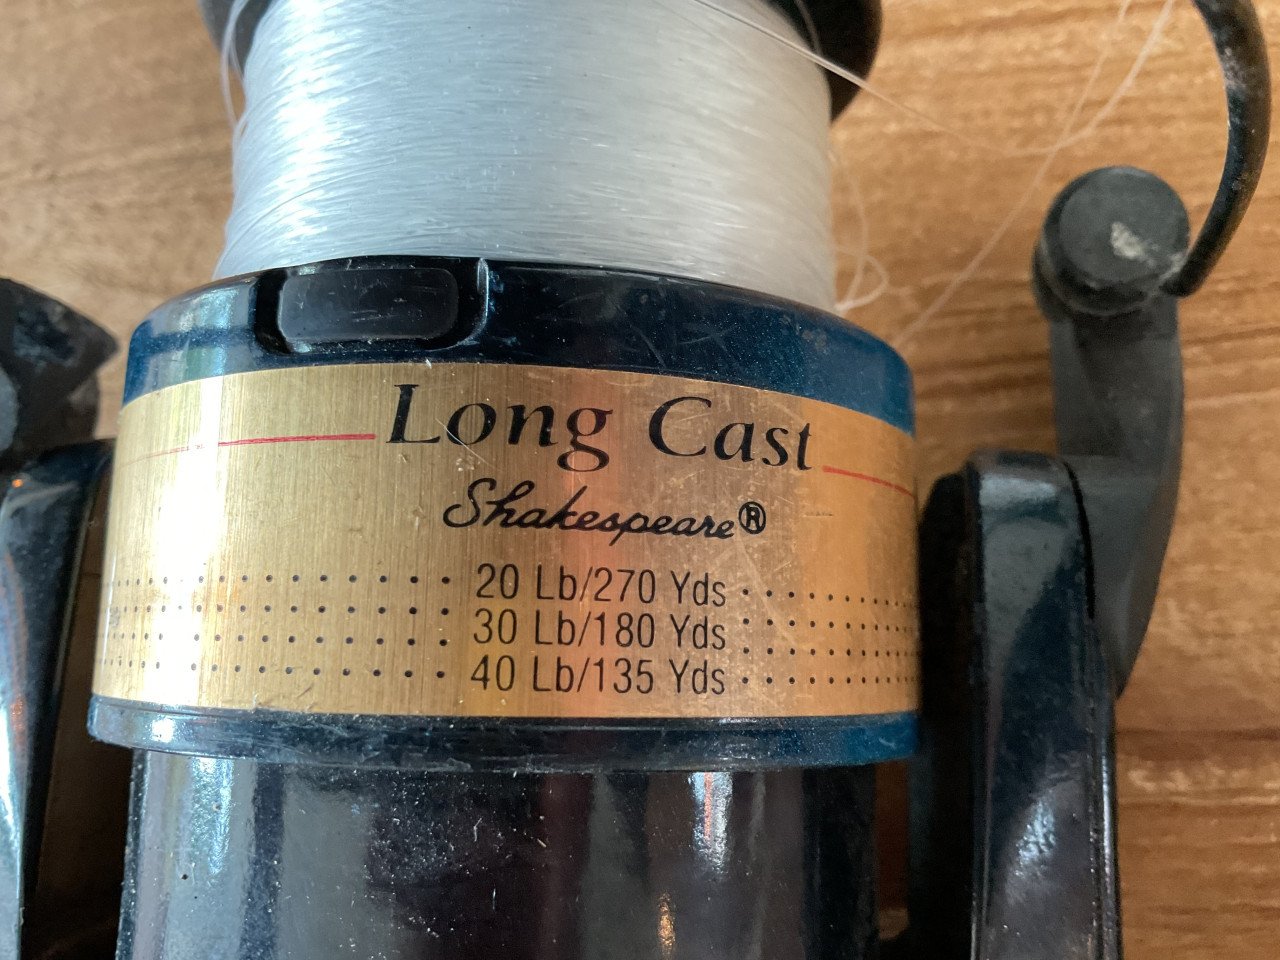 Long Cast
Shakespeare®
20 Lb/270 Yds
30 Lb/180 Yds
40 Lb/135 Yds